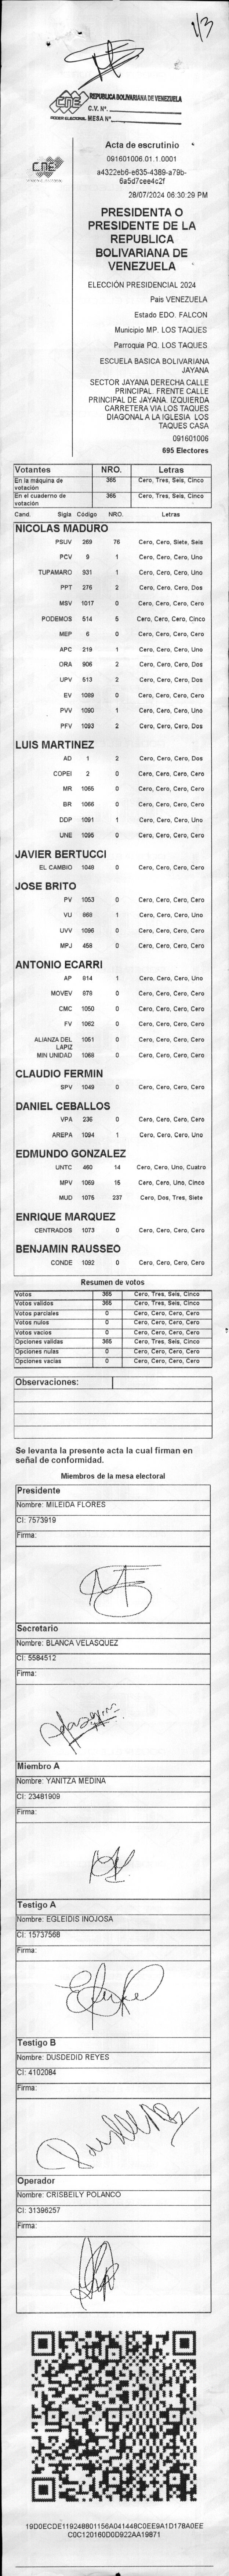 1/3
CNE
PODER ELECTORAL
REPUBLICA BOLIVARIANA DE VENEZUELA
C.V. N°.
MESA N°.
CNE
Acta de escrutinio
091601006.01.1.0001
a4322eb6-e635-4389-a79b-
6a5d7cee4c2f
28/07/2024 06:30:29 PM
PRESIDENTA O
PRESIDENTE DE LA
REPUBLICA
BOLIVARIANA DE
VENEZUELA
ELECCIÓN PRESIDENCIAL 2024
Pais VENEZUELA
Estado EDO. FALCON
Municipio MP. LOS TAQUES
Parroquia PQ. LOS TAQUES
ESCUELA BASICA BOLIVARIANA
JAYANA
SECTOR JAYANA DERECHA CALLE
PRINCIPAL. FRENTE CALLE
PRINCIPAL DE JAYANA. IZQUIERDA
CARRETERA VIA LOS TAQUES
DIAGONAL A LA IGLESIA LOS
TAQUES CASA
091601006
695 Electores
Votantes NRO. Letras
En la máquina de votación 365 Cero, Tres, Seis, Cinco
En el cuaderno de votación 365 Cero, Tres, Seis, Cinco
Cand. Sigla Código NRO. Letras
NICOLAS MADURO
PSUV 269 76 Cero, Cero, Siete, Seis
PCV 9 1 Cero, Cero, Cero, Uno
TUPAMARO 931 1 Cero, Cero, Cero, Uno
PPT 276 2 Cero, Cero, Cero, Dos
MSV 1017 0 Cero, Cero, Cero, Cero
PODEMOS 514 5 Cero, Cero, Cero, Cinco
MEP 6 0 Cero, Cero, Cero, Cero
APC 219 1 Cero, Cero, Cero, Uno
ORA 906 2 Cero, Cero, Cero, Dos
UPV 513 2 Cero, Cero, Cero, Dos
EV 1089 0 Cero, Cero, Cero, Cero
PVV 1090 1 Cero, Cero, Cero, Uno
PFV 1093 2 Cero, Cero, Cero, Dos
LUIS MARTINEZ
AD 1 2 Cero, Cero, Cero, Dos
COPEI 2 0 Cero, Cero, Cero, Cero
MR 1065 0 Cero, Cero, Cero, Cero
BR 1066 0 Cero, Cero, Cero, Cero
DDP 1091 1 Cero, Cero, Cero, Uno
UNE 1095 0 Cero, Cero, Cero, Cero
JAVIER BERTUCCI
EL CAMBIO 1048 0 Cero, Cero, Cero, Cero
JOSE BRITO
PV 1053 0 Cero, Cero, Cero, Cero
VU 868 1 Cero, Cero, Cero, Uno
UVV 1096 0 Cero, Cero, Cero, Cero
MPJ 458 0 Cero, Cero, Cero, Cero
ANTONIO ECARRI
AP 814 1 Cero, Cero, Cero, Uno
MOVEV 979 0 Cero, Cero, Cero, Cero
CMC 1050 0 Cero, Cero, Cero, Cero
FV 1062 0 Cero, Cero, Cero, Cero
ALIANZA DEL LAPIZ 1051 0 Cero, Cero, Cero, Cero
MIN UNIDAD 1068 0 Cero, Cero, Cero, Cero
CLAUDIO FERMIN
SPV 1049 0 Cero, Cero, Cero, Cero
DANIEL CEBALLOS
VPA 236 0 Cero, Cero, Cero, Cero
AREPA 1094 1 Cero, Cero, Cero, Uno
EDMUNDO GONZALEZ
UNTC 460 14 Cero, Cero, Uno, Cuatro
MPV 1069 15 Cero, Cero, Uno, Cinco
MUD 1075 237 Cero, Dos, Tres, Siete
ENRIQUE MARQUEZ
CENTRADOS 1073 0 Cero, Cero, Cero, Cero
BENJAMIN RAUSSEO
CONDE 1092 0 Cero, Cero, Cero, Cero
Resumen de votos
Votos 365 Cero, Tres, Seis, Cinco
Votos validos 365 Cero, Tres, Seis, Cinco
Votos parciales 0 Cero, Cero, Cero, Cero
Votos nulos 0 Cero, Cero, Cero, Cero
Votos vacios 0 Cero, Cero, Cero, Cero
Opciones validas 365 Cero, Tres, Seis, Cinco
Opciones nulas 0 Cero, Cero, Cero, Cero
Opciones vacias 0 Cero, Cero, Cero, Cero
Observaciones:
Se levanta la presente acta la cual firman en
señal de conformidad.
Miembros de la mesa electoral
Presidente
Nombre: MILEIDA FLORES
CI: 7573919
Firma:
Secretario
Nombre: BLANCA VELASQUEZ
CI: 5584512
Firma:
Miembro A
Nombre: YANITZA MEDINA
CI: 23481909
Firma:
Testigo A
Nombre: EGLEIDIS INOJOSA
CI: 15737568
Firma:
Testigo B
Nombre: DUSDEDID REYES
CI: 4102084
Firma:
Operador
Nombre: CRISBEILY POLANCO
CI: 31396257
Firma:
19D0ECDE119248801156A041448C0EE9A1D178A0EE
C0C120160D0D922AA19871